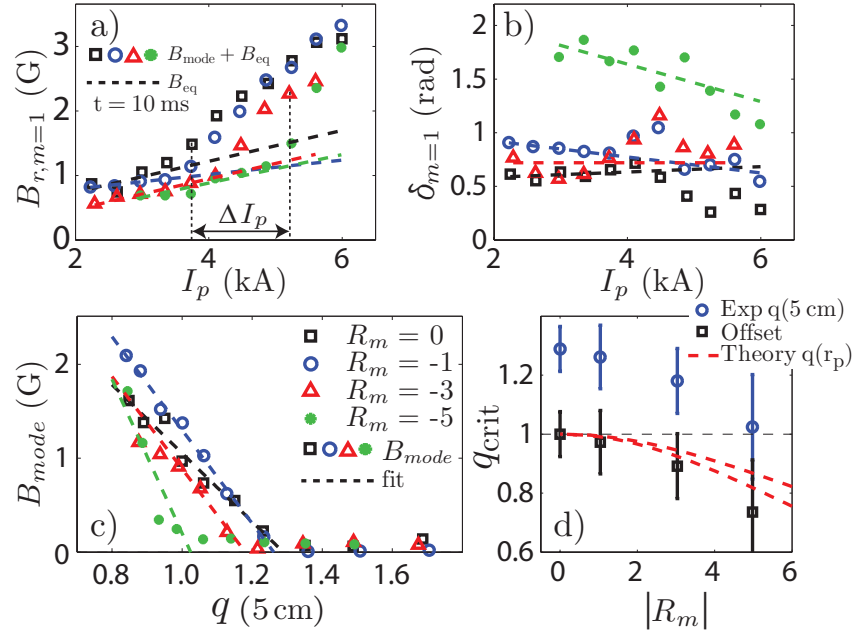 a)
3
2
1
0
B_{r,m=1} (G)
B_mode + B_eq
B_eq
t = 10 ms
ΔI_p
2 4 6
I_p (kA)
b)
2
1.5
1
0.5
0
δ_{m=1} (rad)
2 4 6
I_p (kA)
c)
2
1
0
B_mode (G)
R_m = 0
R_m = -1
R_m = -3
R_m = -5
B_mode
fit
0.8 1.0 1.2 1.4 1.6
q (5 cm)
d)
Exp q(5 cm)
Offset
Theory q(r_p)
1.2
1
0.8
0.6
q_crit
0 2 4 6
|R_m|